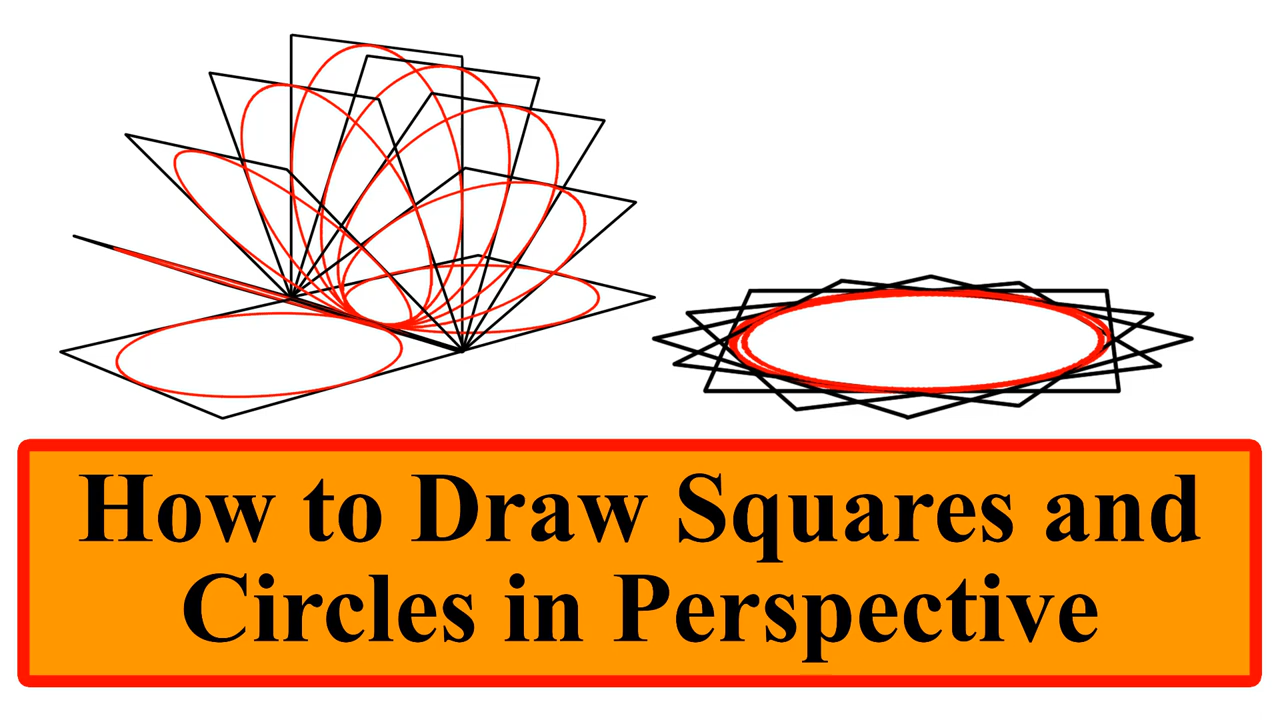 How to Draw Squares and
Circles in Perspective